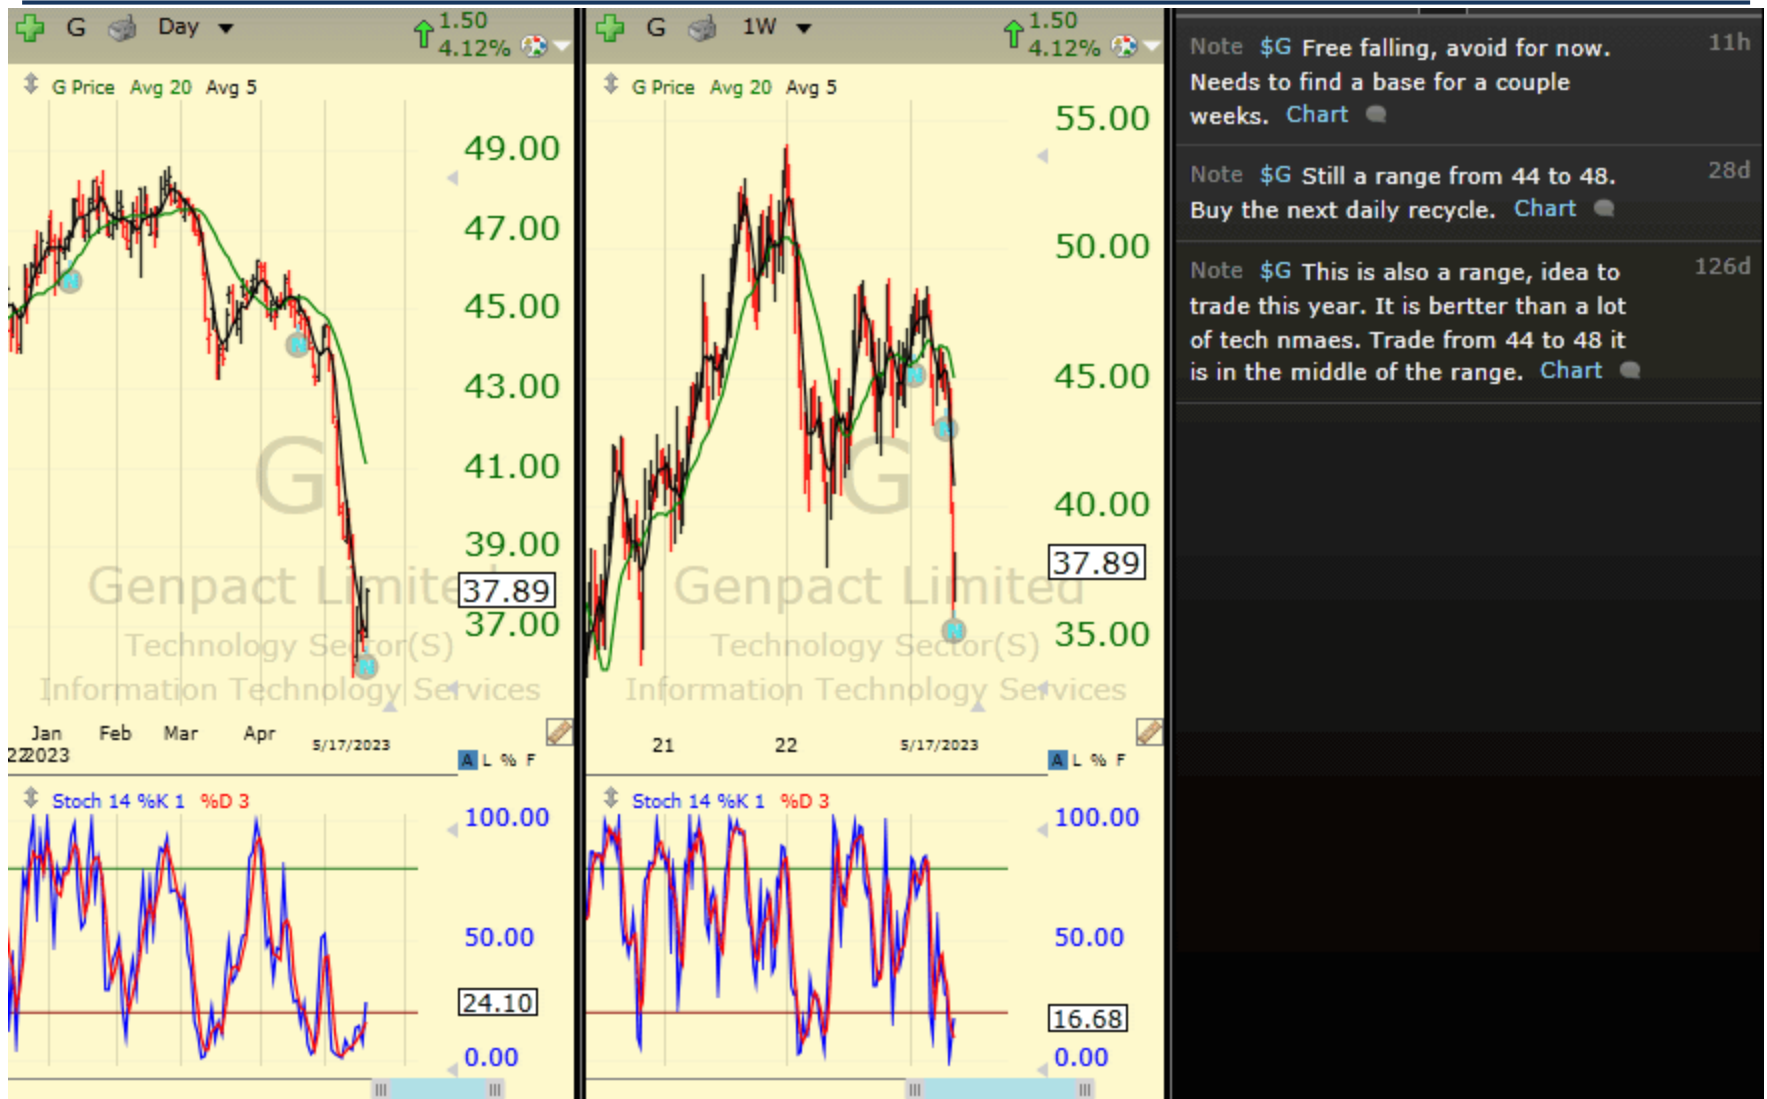 G Day 1.50
4.12%
G Price Avg 20 Avg 5
49.00
47.00
45.00
43.00
41.00
39.00
37.89
37.00
G
Genpact Limited
Technology Sector(S)
Information Technology Services
Jan Feb Mar Apr 5/17/2023
222023
A L % F
Stoch 14 %K 1 %D 3
100.00
50.00
24.10
0.00
G 1W 1.50
4.12%
G Price Avg 20 Avg 5
55.00
50.00
45.00
40.00
37.89
35.00
G
Genpact Limited
Technology Sector(S)
Information Technology Services
21 22 5/17/2023
A L % F
Stoch 14 %K 1 %D 3
100.00
50.00
16.68
0.00
N
N
N
N
N
N
Note $G Free falling, avoid for now. 11h
Needs to find a base for a couple
weeks. Chart
Note $G Still a range from 44 to 48. 28d
Buy the next daily recycle. Chart
Note $G This is also a range, idea to 126d
trade this year. It is bertter than a lot
of tech nmaes. Trade from 44 to 48 it
is in the middle of the range. Chart